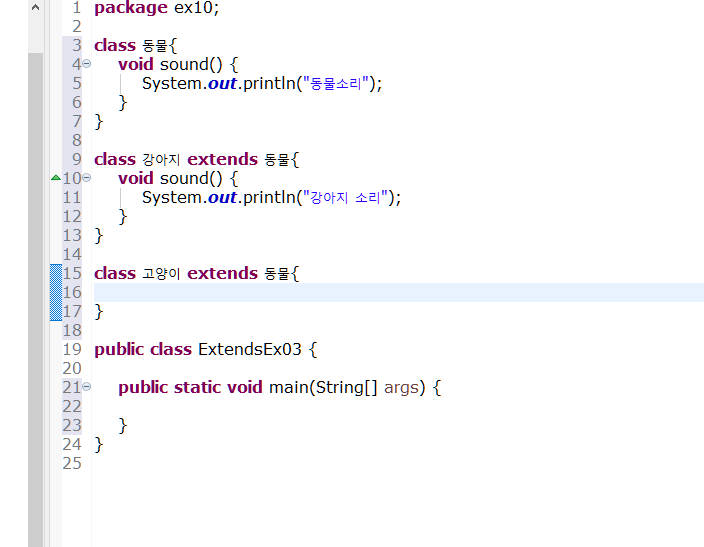 1 package ex10;
2
3 class 동물{
4 void sound() {
5 System.out.println("동물소리");
6 }
7 }
8
9 class 강아지 extends 동물{
10 void sound() {
11 System.out.println("강아지 소리");
12 }
13 }
14
15 class 고양이 extends 동물{
16
17 }
18
19 public class ExtendsEx03 {
20
21 public static void main(String[] args) {
22
23 }
24 }
25